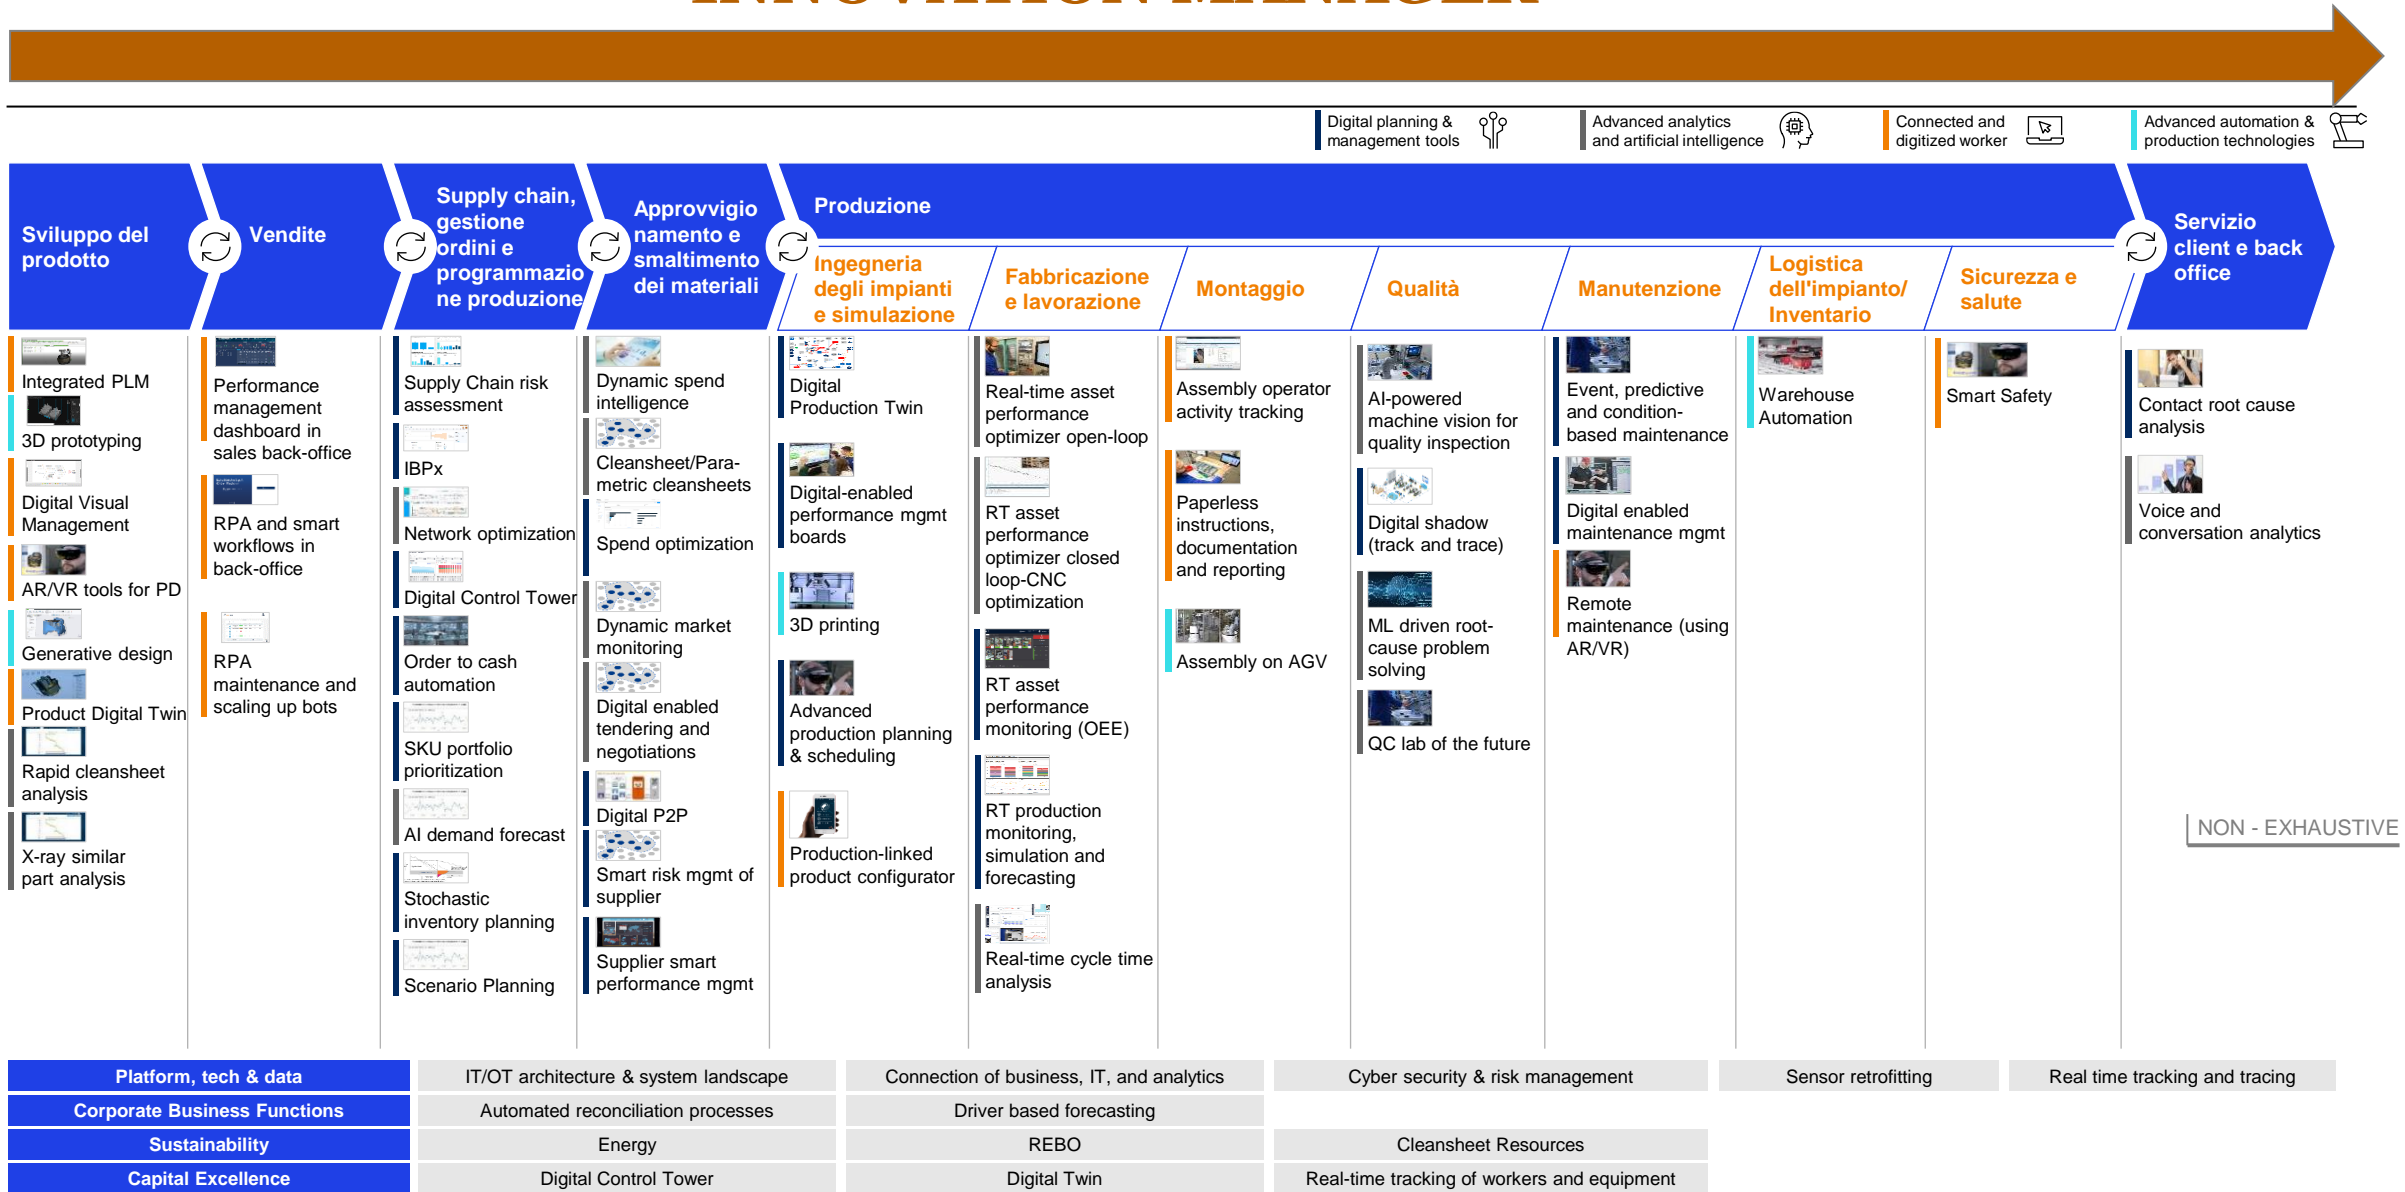 INNOVATION MANAGER
Digital planning &
management tools
Advanced analytics
and artificial intelligence
Connected and
digitized worker
Advanced automation &
production technologies
Sviluppo del
prodotto
Vendite
Supply chain,
gestione
ordini e
programmazio
ne produzione
Approvvigio
namento e
smaltimento
dei materiali
Produzione
Ingegneria
degli impianti
e simulazione
Fabbricazione
e lavorazione
Montaggio
Qualità
Manutenzione
Logistica
dell'impianto/
Inventario
Sicurezza e
salute
Servizio
client e back
office
Integrated PLM
3D prototyping
Digital Visual
Management
AR/VR tools for PD
Generative design
Product Digital Twin
Rapid cleansheet
analysis
X-ray similar
part analysis
Performance
management
dashboard in
sales back-office
RPA and smart
workflows in
back-office
RPA
maintenance and
scaling up bots
Supply Chain risk
assessment
IBPx
Network optimization
Digital Control Tower
Order to cash
automation
SKU portfolio
prioritization
AI demand forecast
Stochastic
inventory planning
Scenario Planning
Dynamic spend
intelligence
Cleansheet/Para-
metric cleansheets
Spend optimization
Dynamic market
monitoring
Digital enabled
tendering and
negotiations
Digital P2P
Smart risk mgmt of
supplier
Supplier smart
performance mgmt
Digital
Production Twin
Digital-enabled
performance mgmt
boards
3D printing
Advanced
production planning
& scheduling
Production-linked
product configurator
Real-time asset
performance
optimizer open-loop
RT asset
performance
optimizer closed
loop-CNC
optimization
RT asset
performance
monitoring (OEE)
RT production
monitoring,
simulation and
forecasting
Real-time cycle time
analysis
Assembly operator
activity tracking
Paperless
instructions,
documentation
and reporting
Assembly on AGV
AI-powered
machine vision for
quality inspection
Digital shadow
(track and trace)
ML driven root-
cause problem
solving
QC lab of the future
Event, predictive
and condition-
based maintenance
Digital enabled
maintenance mgmt
Remote
maintenance (using
AR/VR)
Warehouse
Automation
Smart Safety
Contact root cause
analysis
Voice and
conversation analytics
NON - EXHAUSTIVE
Platform, tech & data
IT/OT architecture & system landscape
Connection of business, IT, and analytics
Cyber security & risk management
Sensor retrofitting
Real time tracking and tracing
Corporate Business Functions
Automated reconciliation processes
Driver based forecasting
Sustainability
Energy
REBO
Cleansheet Resources
Capital Excellence
Digital Control Tower
Digital Twin
Real-time tracking of workers and equipment